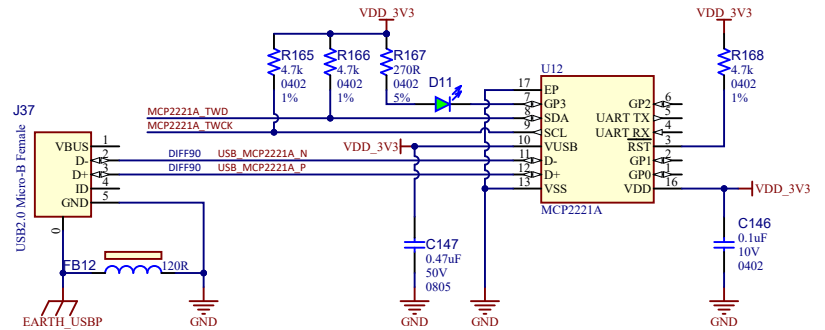 VDD_3V3
VDD_3V3
R165
4.7k
0402
1%
R166
4.7k
0402
1%
R167
270R
0402
5%
D11
R168
4.7k
0402
1%
U12
17 EP
7 GP3
8 SDA
9 SCL
10 VUSB
11 D-
12 D+
13 VSS
GP2 6
UART TX 5
UART RX 4
RST 3
GP1 2
GP0 1
VDD 16
MCP2221A
MCP2221A_TWD
MCP2221A_TWCK
VDD_3V3
DIFF90 USB_MCP2221A_N
DIFF90 USB_MCP2221A_P
VDD_3V3
J37
USB2.0 Micro-B Female
VBUS 1
D- 2
D+ 3
ID 4
GND 5
0
FB12
120R
C147
0.47uF
50V
0805
C146
0.1uF
10V
0402
EARTH_USBP
GND
GND
GND
GND